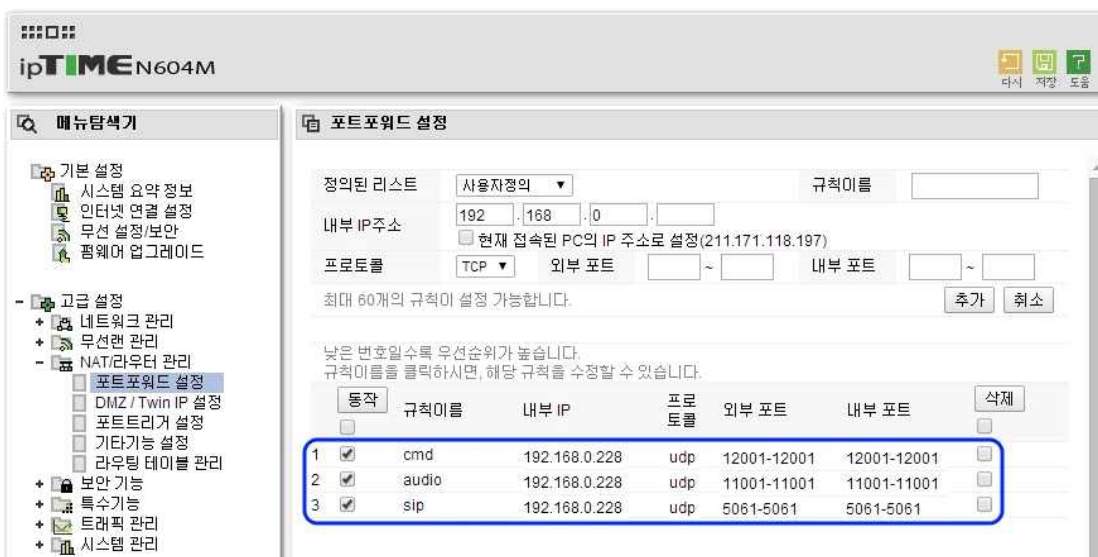 ipTIME N604M
다시 저장 도움
메뉴탐색기
기본 설정
시스템 요약 정보
인터넷 연결 설정
무선 설정/보안
펌웨어 업그레이드
고급 설정
네트워크 관리
무선랜 관리
NAT/라우터 관리
포트포워드 설정
DMZ / Twin IP 설정
포트트리거 설정
기타기능 설정
라우팅 테이블 관리
보안 기능
특수기능
트래픽 관리
시스템 관리
포트포워드 설정
정의된 리스트 사용자정의 ▼ 규칙이름
내부 IP주소 192 . 168 . 0 .
현재 접속된 PC의 IP 주소로 설정(211.171.118.197)
프로토콜 TCP ▼ 외부 포트 ~ 내부 포트 ~
최대 60개의 규칙이 설정 가능합니다. 추가 취소
낮은 번호일수록 우선순위가 높습니다.
규칙이름을 클릭하시면, 해당 규칙을 수정할 수 있습니다.
동작 규칙이름 내부 IP 프로토콜 외부 포트 내부 포트 삭제
1 cmd 192.168.0.228 udp 12001-12001 12001-12001
2 audio 192.168.0.228 udp 11001-11001 11001-11001
3 sip 192.168.0.228 udp 5061-5061 5061-5061